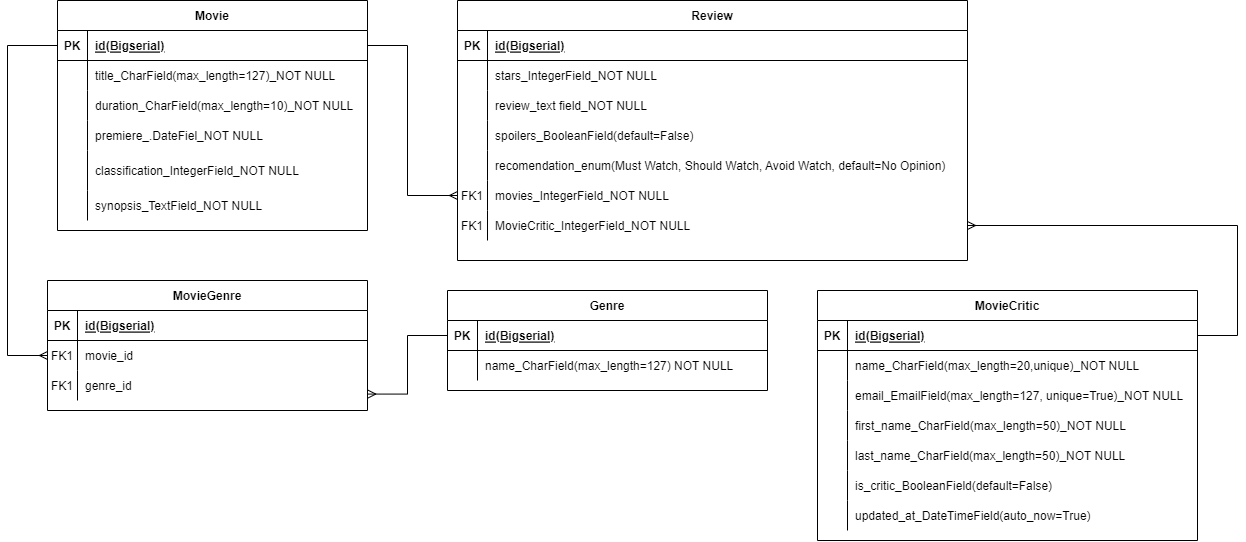 Movie
PK id(Bigserial)
title_CharField(max_length=127)_NOT NULL
duration_CharField(max_length=10)_NOT NULL
premiere_.DateFiel_NOT NULL
classification_IntegerField_NOT NULL
synopsis_TextField_NOT NULL
Review
PK id(Bigserial)
stars_IntegerField_NOT NULL
review_text field_NOT NULL
spoilers_BooleanField(default=False)
recomendation_enum(Must Watch, Should Watch, Avoid Watch, default=No Opinion)
FK1 movies_IntegerField_NOT NULL
FK1 MovieCritic_IntegerField_NOT NULL
MovieGenre
PK id(Bigserial)
FK1 movie_id
FK1 genre_id
Genre
PK id(Bigserial)
name_CharField(max_length=127) NOT NULL
MovieCritic
PK id(Bigserial)
name_CharField(max_length=20,unique)_NOT NULL
email_EmailField(max_length=127, unique=True)_NOT NULL
first_name_CharField(max_length=50)_NOT NULL
last_name_CharField(max_length=50)_NOT NULL
is_critic_BooleanField(default=False)
updated_at_DateTimeField(auto_now=True)